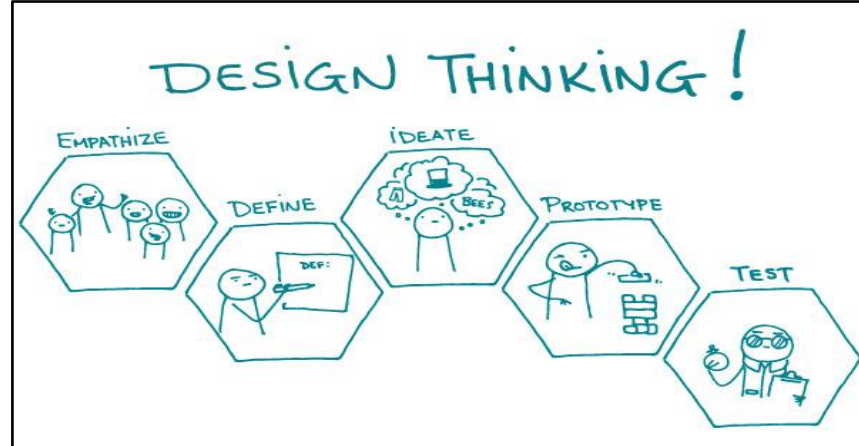 DESiGN THiNKiNG!
EMPATHIZE
iDEATE
DEFINE
BEES
PROTOTYPE
DEF:
TEST